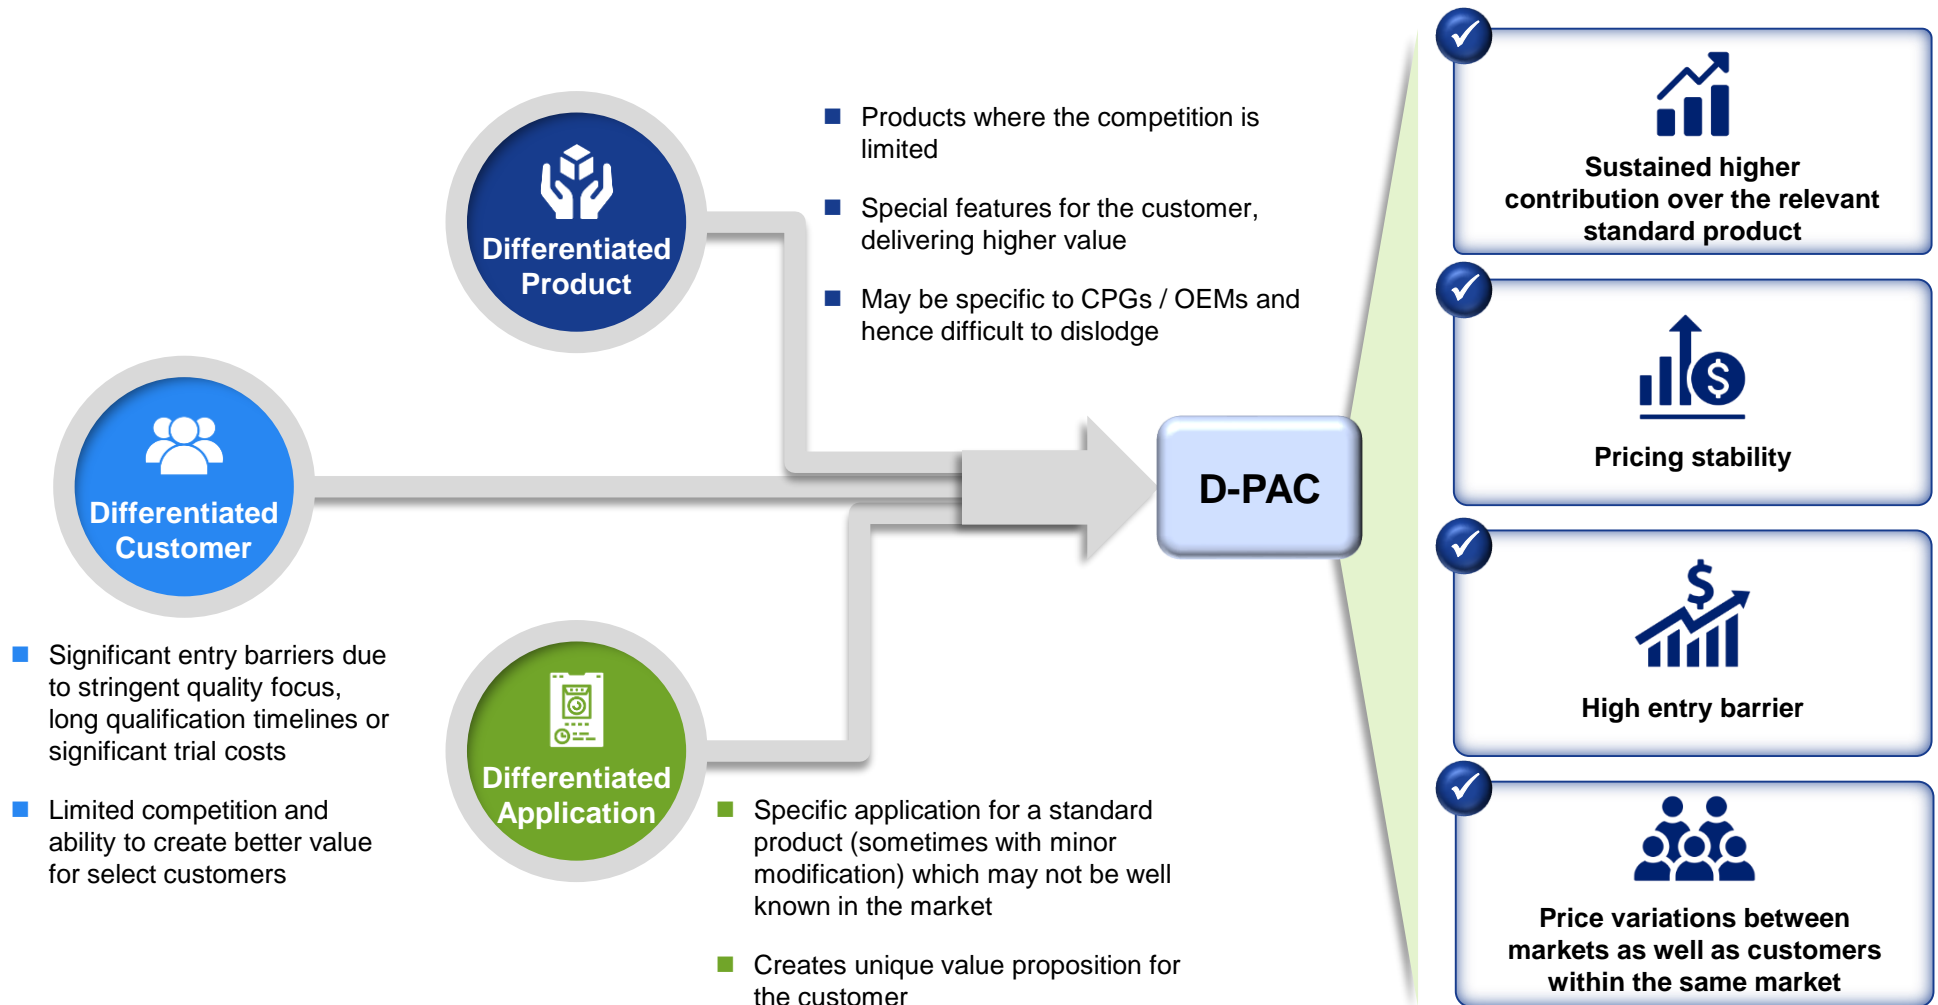 Differentiated
Product
Products where the competition is
limited
Special features for the customer,
delivering higher value
May be specific to CPGs / OEMs and
hence difficult to dislodge
Differentiated
Customer
Significant entry barriers due
to stringent quality focus,
long qualification timelines or
significant trial costs
Limited competition and
ability to create better value
for select customers
Differentiated
Application
Specific application for a standard
product (sometimes with minor
modification) which may not be well
known in the market
Creates unique value proposition for
the customer
D-PAC
Sustained higher
contribution over the relevant
standard product
$
Pricing stability
$
High entry barrier
Price variations between
markets as well as customers
within the same market